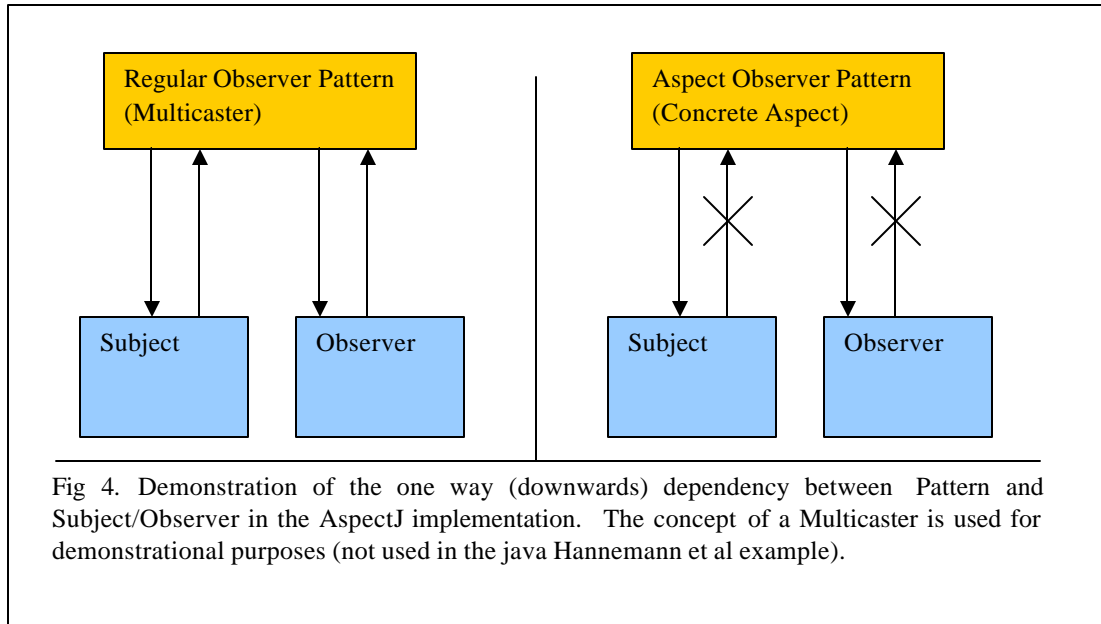 Regular Observer Pattern
(Multicaster)
Subject
Observer
Aspect Observer Pattern
(Concrete Aspect)
Subject
Observer
Fig 4. Demonstration of the one way (downwards) dependency between Pattern and
Subject/Observer in the AspectJ implementation. The concept of a Multicaster is used for
demonstrational purposes (not used in the java Hannemann et al example).